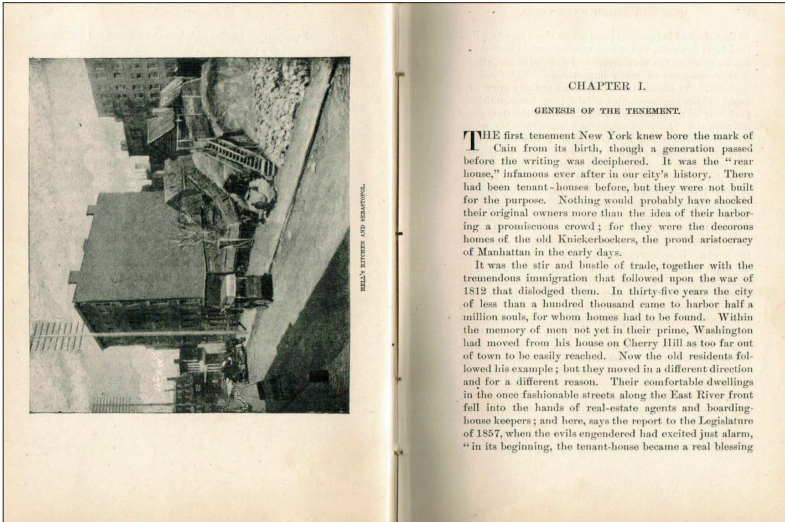 HELL'S KITCHEN AND SEBASTOPOL.
CHAPTER I.
GENESIS OF THE TENEMENT.
THE first tenement New York knew bore the mark of
Cain from its birth, though a generation passed
before the writing was deciphered. It was the "rear
house," infamous ever after in our city's history. There
had been tenant-houses before, but they were not built
for the purpose. Nothing would probably have shocked
their original owners more than the idea of their harbor-
ing a promiscuous crowd; for they were the decorous
homes of the old Knickerbockers, the proud aristocracy
of Manhattan in the early days.
It was the stir and bustle of trade, together with the
tremendous immigration that followed upon the war of
1812 that dislodged them. In thirty-five years the city
of less than a hundred thousand came to harbor half a
million souls, for whom homes had to be found. Within
the memory of men not yet in their prime, Washington
had moved from his house on Cherry Hill as too far out
of town to be easily reached. Now the old residents fol-
lowed his example; but they moved in a different direction
and for a different reason. Their comfortable dwellings
in the once fashionable streets along the East River front
fell into the hands of real-estate agents and boarding-
house keepers; and here, says the report to the Legislature
of 1857, when the evils engendered had excited just alarm,
"in its beginning, the tenant-house became a real blessing